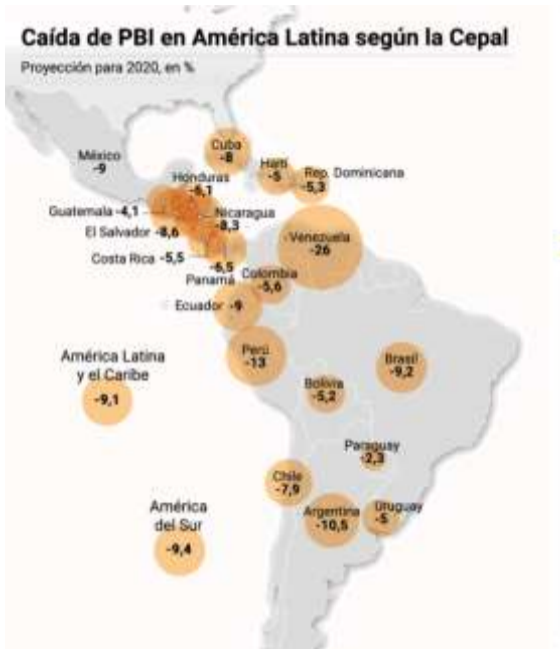 Caída de PBI en América Latina según la Cepal
Proyección para 2020, en %
Cuba
-8
México
-9
Haití
-5
Rep. Dominicana
-5,3
Honduras
-6,1
Guatemala -4,1
Nicaragua
-8,3
El Salvador -8,6
Costa Rica -5,5
-6,5
Panamá
Venezuela
-26
Colombia
-5,6
Ecuador -9
Perú
-13
Brasil
-9,2
América Latina
y el Caribe
-9,1
Bolivia
-5,2
Paraguay
-2,3
Chile
-7,9
América
del Sur
-9,4
Argentina
-10,5
Uruguay
-5